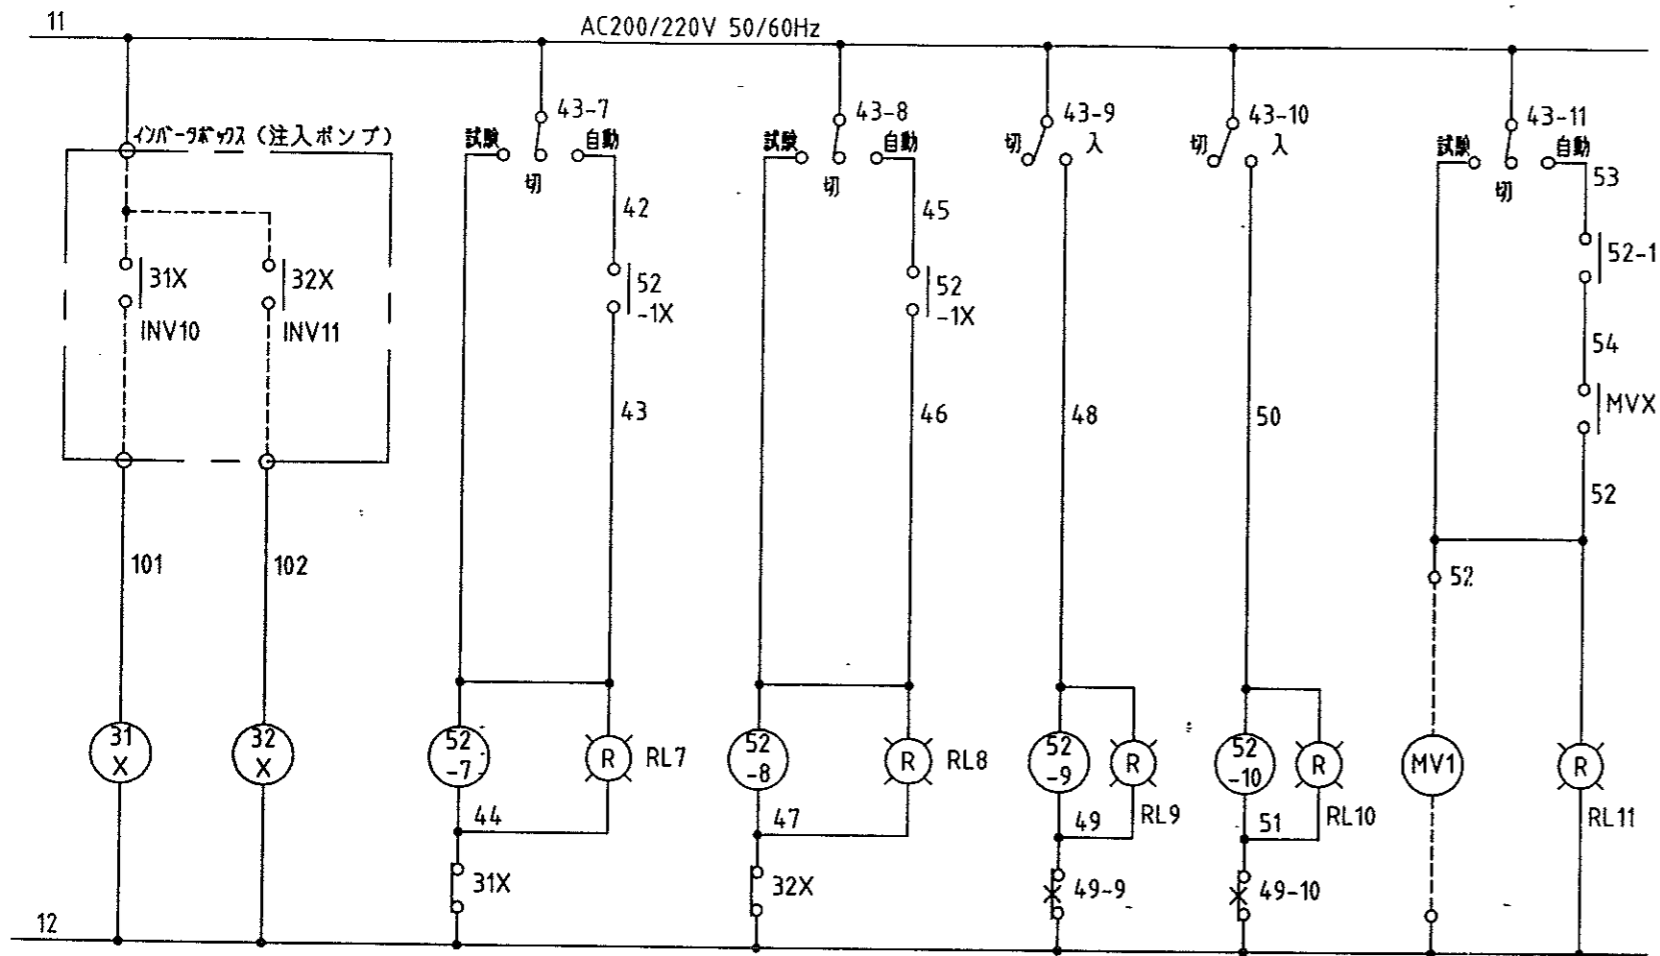 11
AC200/220V 50/60Hz
インバータボックス (注入ポンプ)
31X
INV10
32X
INV11
101
102
31
X
32
X
43-7
試験
切
自動
42
52
-1X
43
52
-7
R
RL7
44
31X
43-8
試験
切
自動
45
52
-1X
46
52
-8
R
RL8
47
32X
43-9
切
入
48
52
-9
R
RL9
49
49-9
43-10
切
入
50
52
-10
R
RL10
51
49-10
43-11
試験
切
自動
53
52-1
54
MVX
52
52
MV1
R
RL11
12